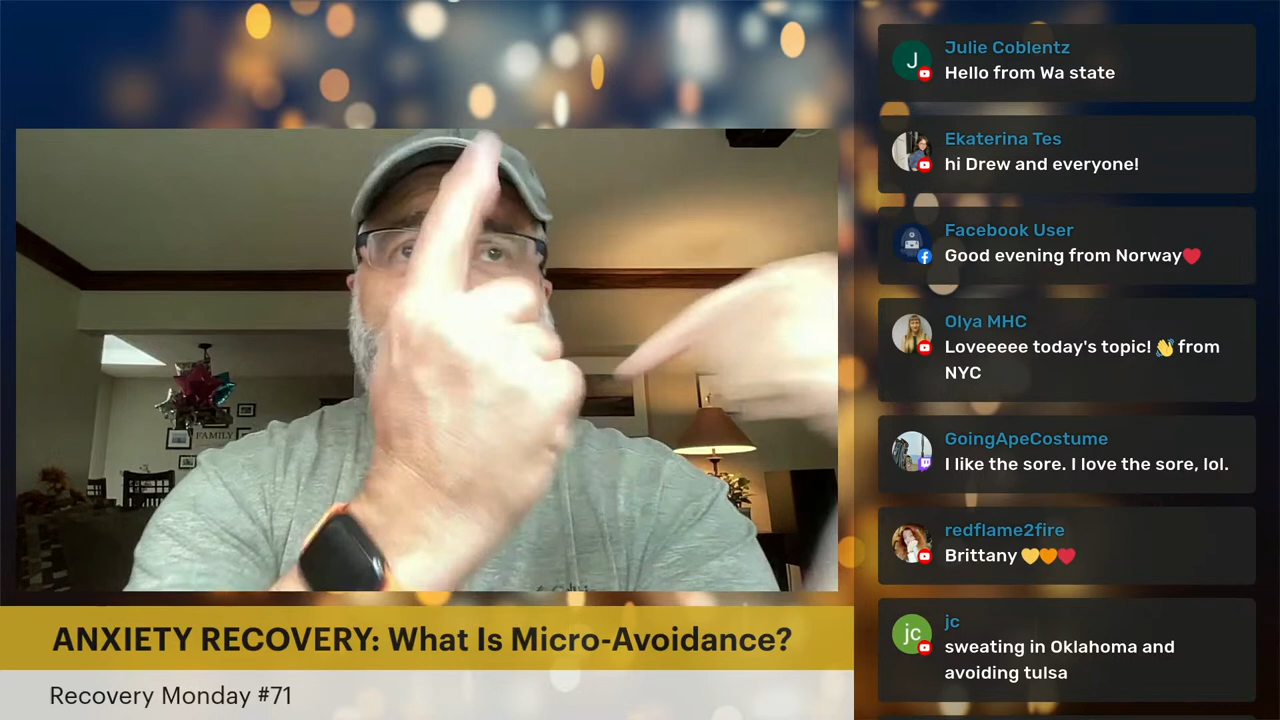 FAMILY
ANXIETY RECOVERY: What Is Micro-Avoidance?
Recovery Monday #71
J
Julie Coblentz
Hello from Wa state
Ekaterina Tes
hi Drew and everyone!
Facebook User
Good evening from Norway❤️
Olya MHC
Loveeeee today's topic! 👋 from
NYC
GoingApeCostume
I like the sore. I love the sore, lol.
redflame2fire
Brittany 💛🧡❤️
jc
jc
sweating in Oklahoma and
avoiding tulsa